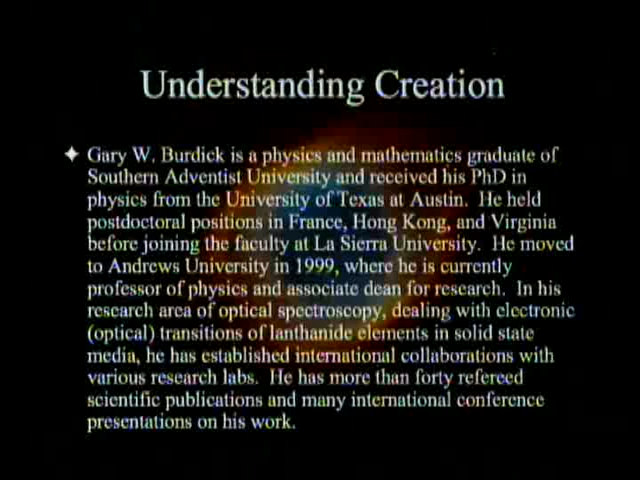 Understanding Creation
Gary W. Burdick is a physics and mathematics graduate of
Southern Adventist University and received his PhD in
physics from the University of Texas at Austin. He held
postdoctoral positions in France, Hong Kong, and Virginia
before joining the faculty at La Sierra University. He moved
to Andrews University in 1999, where he is currently
professor of physics and associate dean for research. In his
research area of optical spectroscopy, dealing with electronic
(optical) transitions of lanthanide elements in solid state
media, he has established international collaborations with
various research labs. He has more than forty refereed
scientific publications and many international conference
presentations on his work.